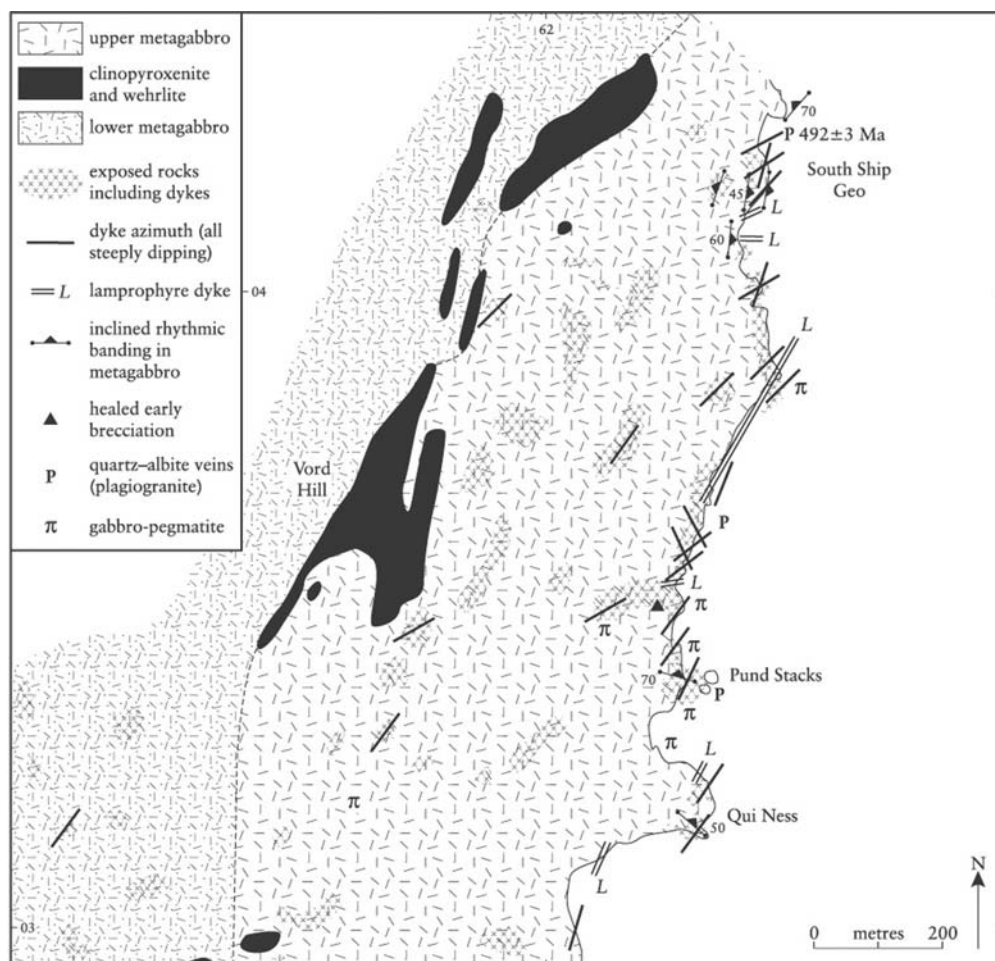 upper metagabbro
clinopyroxenite
and wehrlite
lower metagabbro
exposed rocks
including dykes
dyke azimuth (all
steeply dipping)
L lamprophyre dyke
inclined rhythmic
banding in
metagabbro
healed early
brecciation
P quartz–albite veins
(plagiogranite)
π gabbro-pegmatite
62
70
P 492±3 Ma
South Ship
Geo
45
L
60
L
04
L
π
Vord
Hill
P
L
π
π
π
70
Pund Stacks
P
π
π
L
π
Qui Ness
50
L
N
03
0 metres 200